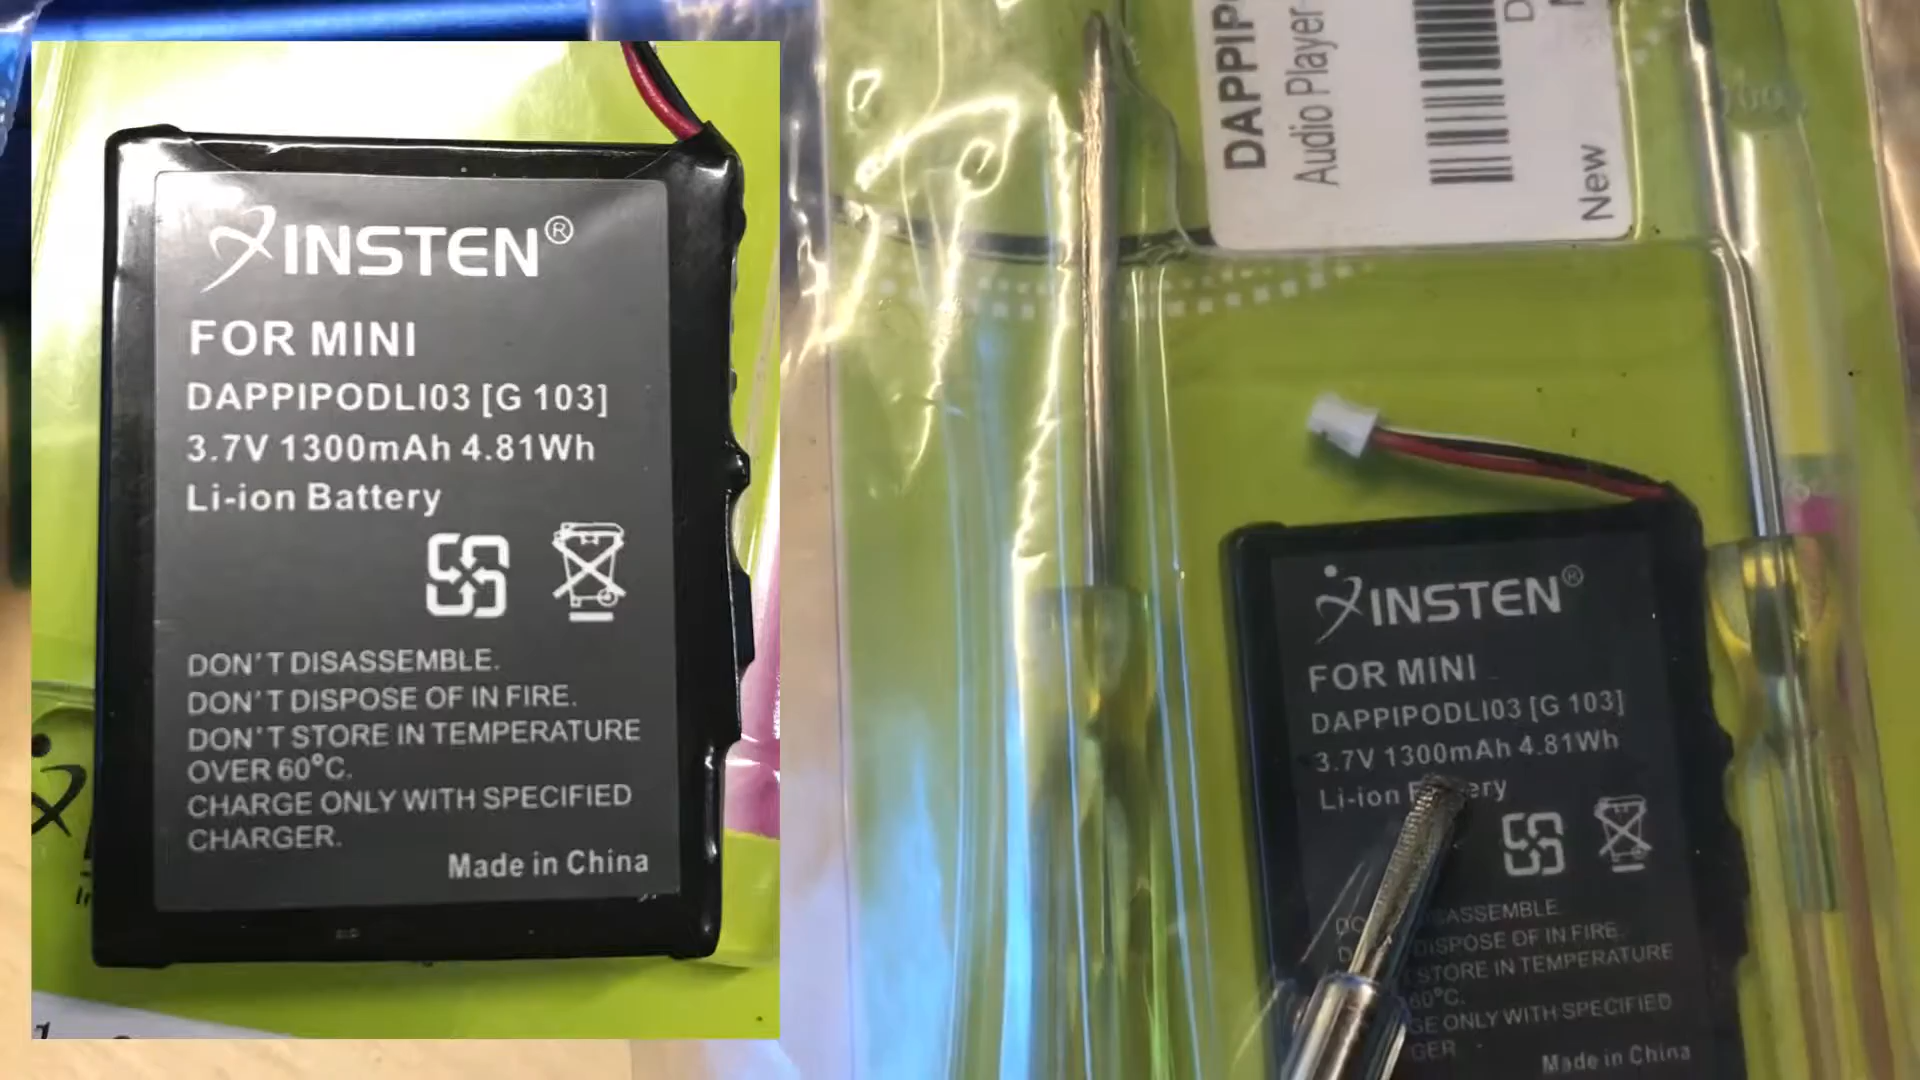 INSTEN®
FOR MINI
DAPPIPODLI03 [G 103]
3.7V 1300mAh 4.81Wh
Li-ion Battery
DON'T DISASSEMBLE.
DON'T DISPOSE OF IN FIRE.
DON'T STORE IN TEMPERATURE
OVER 60°C.
CHARGE ONLY WITH SPECIFIED
CHARGER.
Made in China
Audio Player
New
INSTEN®
FOR MINI
DAPPIPODLI03 [G 103]
3.7V 1300mAh 4.81Wh
Li-ion
DISPOSE OF IN FIRE.
STORE IN TEMPERATURE
60°C.
ONLY WITH SPECIFIED
Made in China